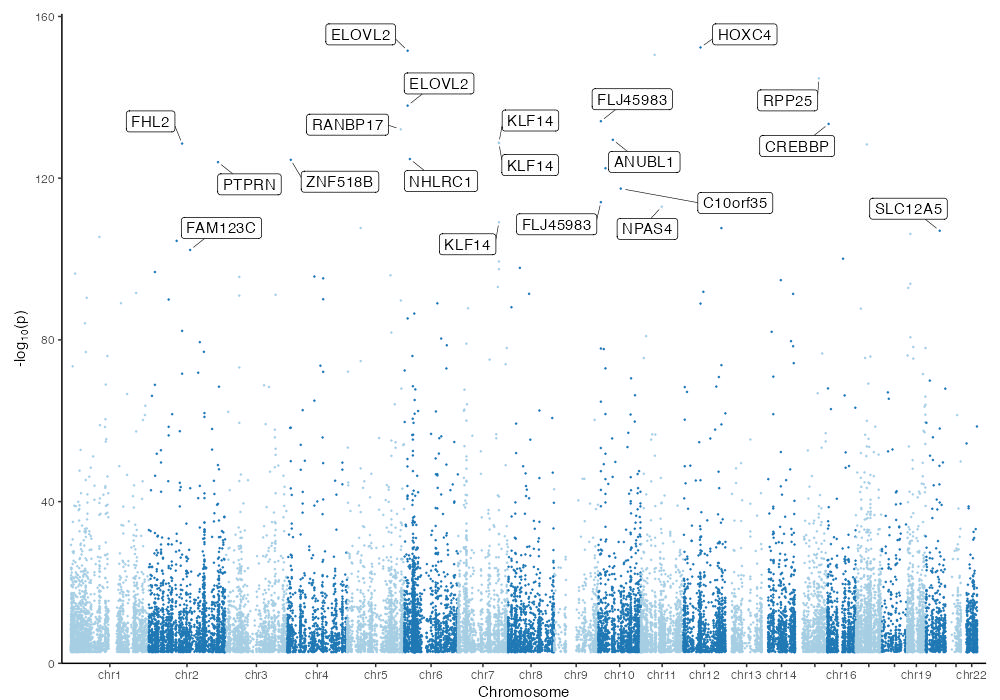 160
ELOVL2
HOXC4
ELOVL2
RPP25
FLJ45983
FHL2
RANBP17
KLF14
CREBBP
ANUBL1
KLF14
120
PTPRN
ZNF518B
NHLRC1
C10orf35
SLC12A5
FAM123C
FLJ45983
NPAS4
KLF14
80
-log10(p)
40
0
chr1 chr2 chr3 chr4 chr5 chr6 chr7 chr8 chr9 chr10 chr11 chr12 chr13 chr14 chr16 chr19 chr22
Chromosome